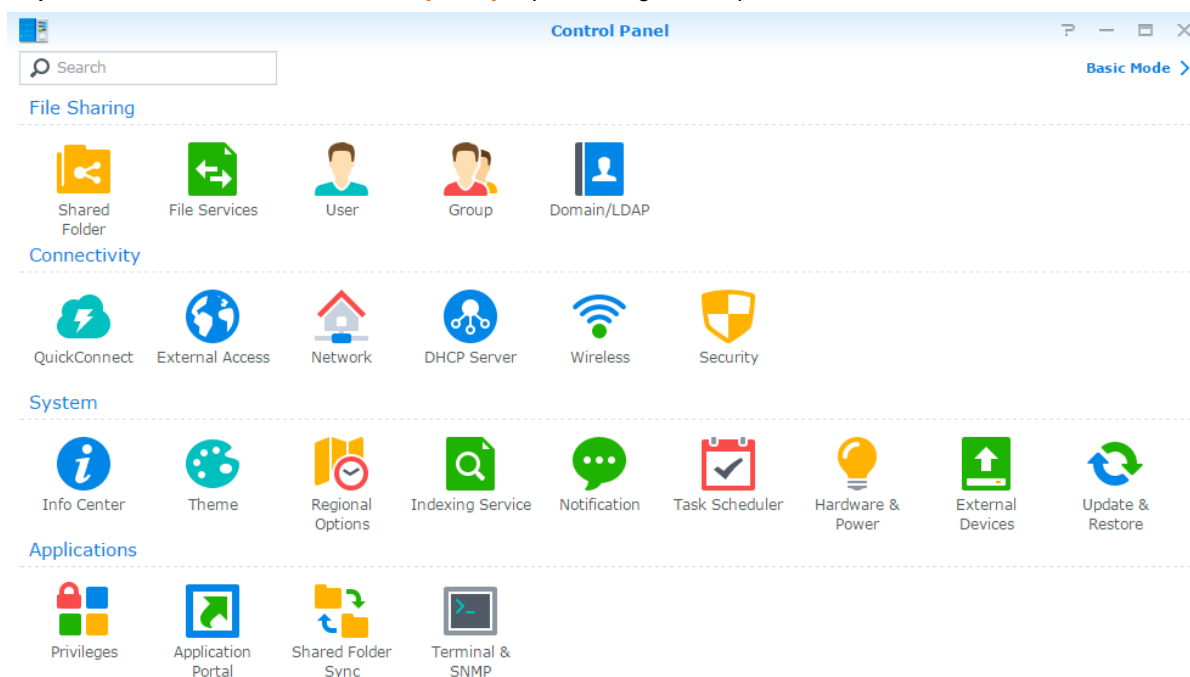 Control Panel
Search
Basic Mode
File Sharing
Shared Folder
File Services
User
Group
Domain/LDAP
Connectivity
QuickConnect
External Access
Network
DHCP Server
Wireless
Security
System
Info Center
Theme
Regional Options
Indexing Service
Notification
Task Scheduler
Hardware & Power
External Devices
Update & Restore
Applications
Privileges
Application Portal
Shared Folder Sync
Terminal & SNMP